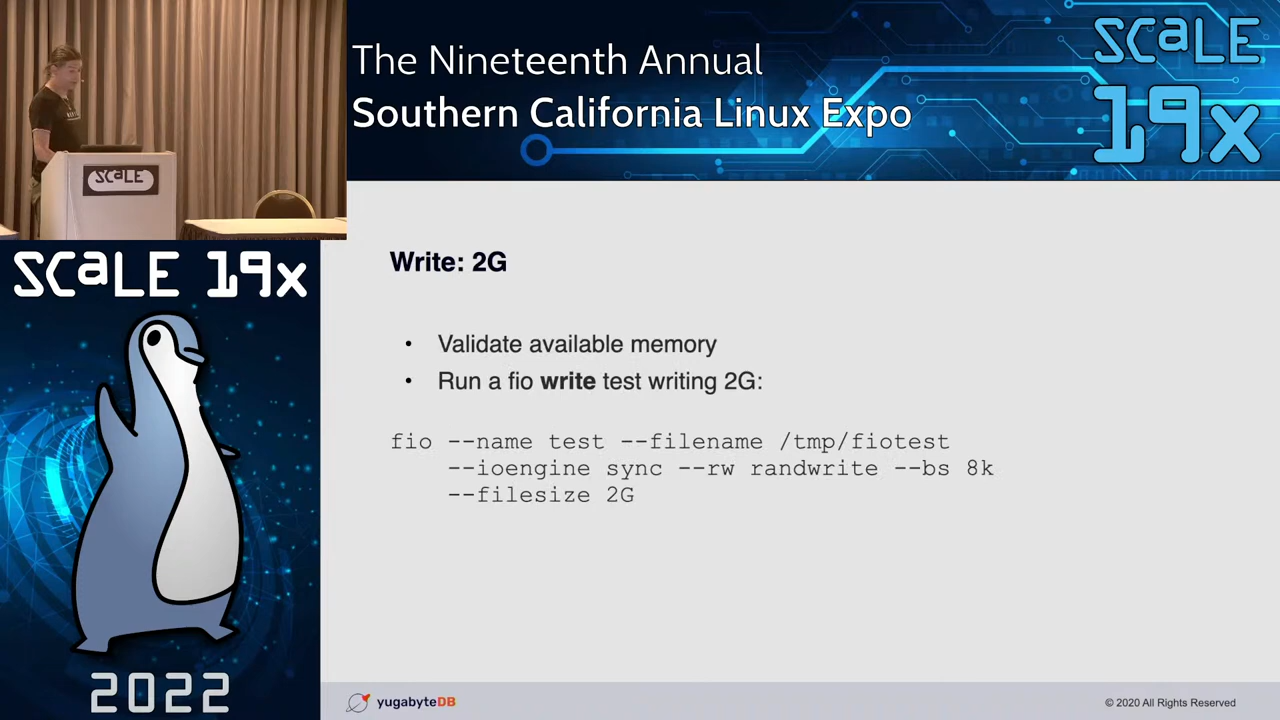 The Nineteenth Annual
Southern California Linux Expo
SCaLE
19x
SCALE
SCaLE 19x
2022
Write: 2G
• Validate available memory
• Run a fio write test writing 2G:
fio --name test --filename /tmp/fiotest
--ioengine sync --rw randwrite --bs 8k
--filesize 2G
yugabyteDB
© 2020 All Rights Reserved